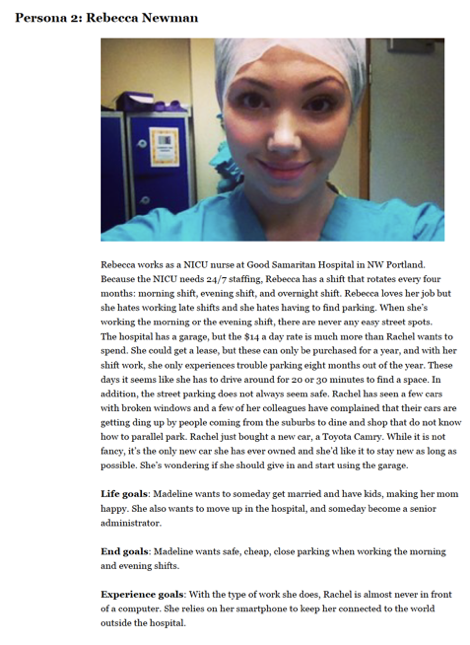 Persona 2: Rebecca Newman
Rebecca works as a NICU nurse at Good Samaritan Hospital in NW Portland.
Because the NICU needs 24/7 staffing, Rebecca has a shift that rotates every four
months: morning shift, evening shift, and overnight shift. Rebecca loves her job but
she hates working late shifts and she hates having to find parking. When she's
working the morning or the evening shift, there are never any easy street spots.
The hospital has a garage, but the $14 a day rate is much more than Rachel wants to
spend. She could get a lease, but these can only be purchased for a year, and with her
shift work, she only experiences trouble parking eight months out of the year. These
days it seems like she has to drive around for 20 or 30 minutes to find a space. In
addition, the street parking does not always seem safe. Rachel has seen a few cars
with broken windows and a few of her colleagues have complained that their cars are
getting ding up by people coming from the suburbs to dine and shop that do not know
how to parallel park. Rachel just bought a new car, a Toyota Camry. While it is not
fancy, it's the only new car she has ever owned and she'd like it to stay new as long as
possible. She's wondering if she should give in and start using the garage.
Life goals: Madeline wants to someday get married and have kids, making her mom
happy. She also wants to move up in the hospital, and someday become a senior
administrator.
End goals: Madeline wants safe, cheap, close parking when working the morning
and evening shifts.
Experience goals: With the type of work she does, Rachel is almost never in front
of a computer. She relies on her smartphone to keep her connected to the world
outside the hospital.